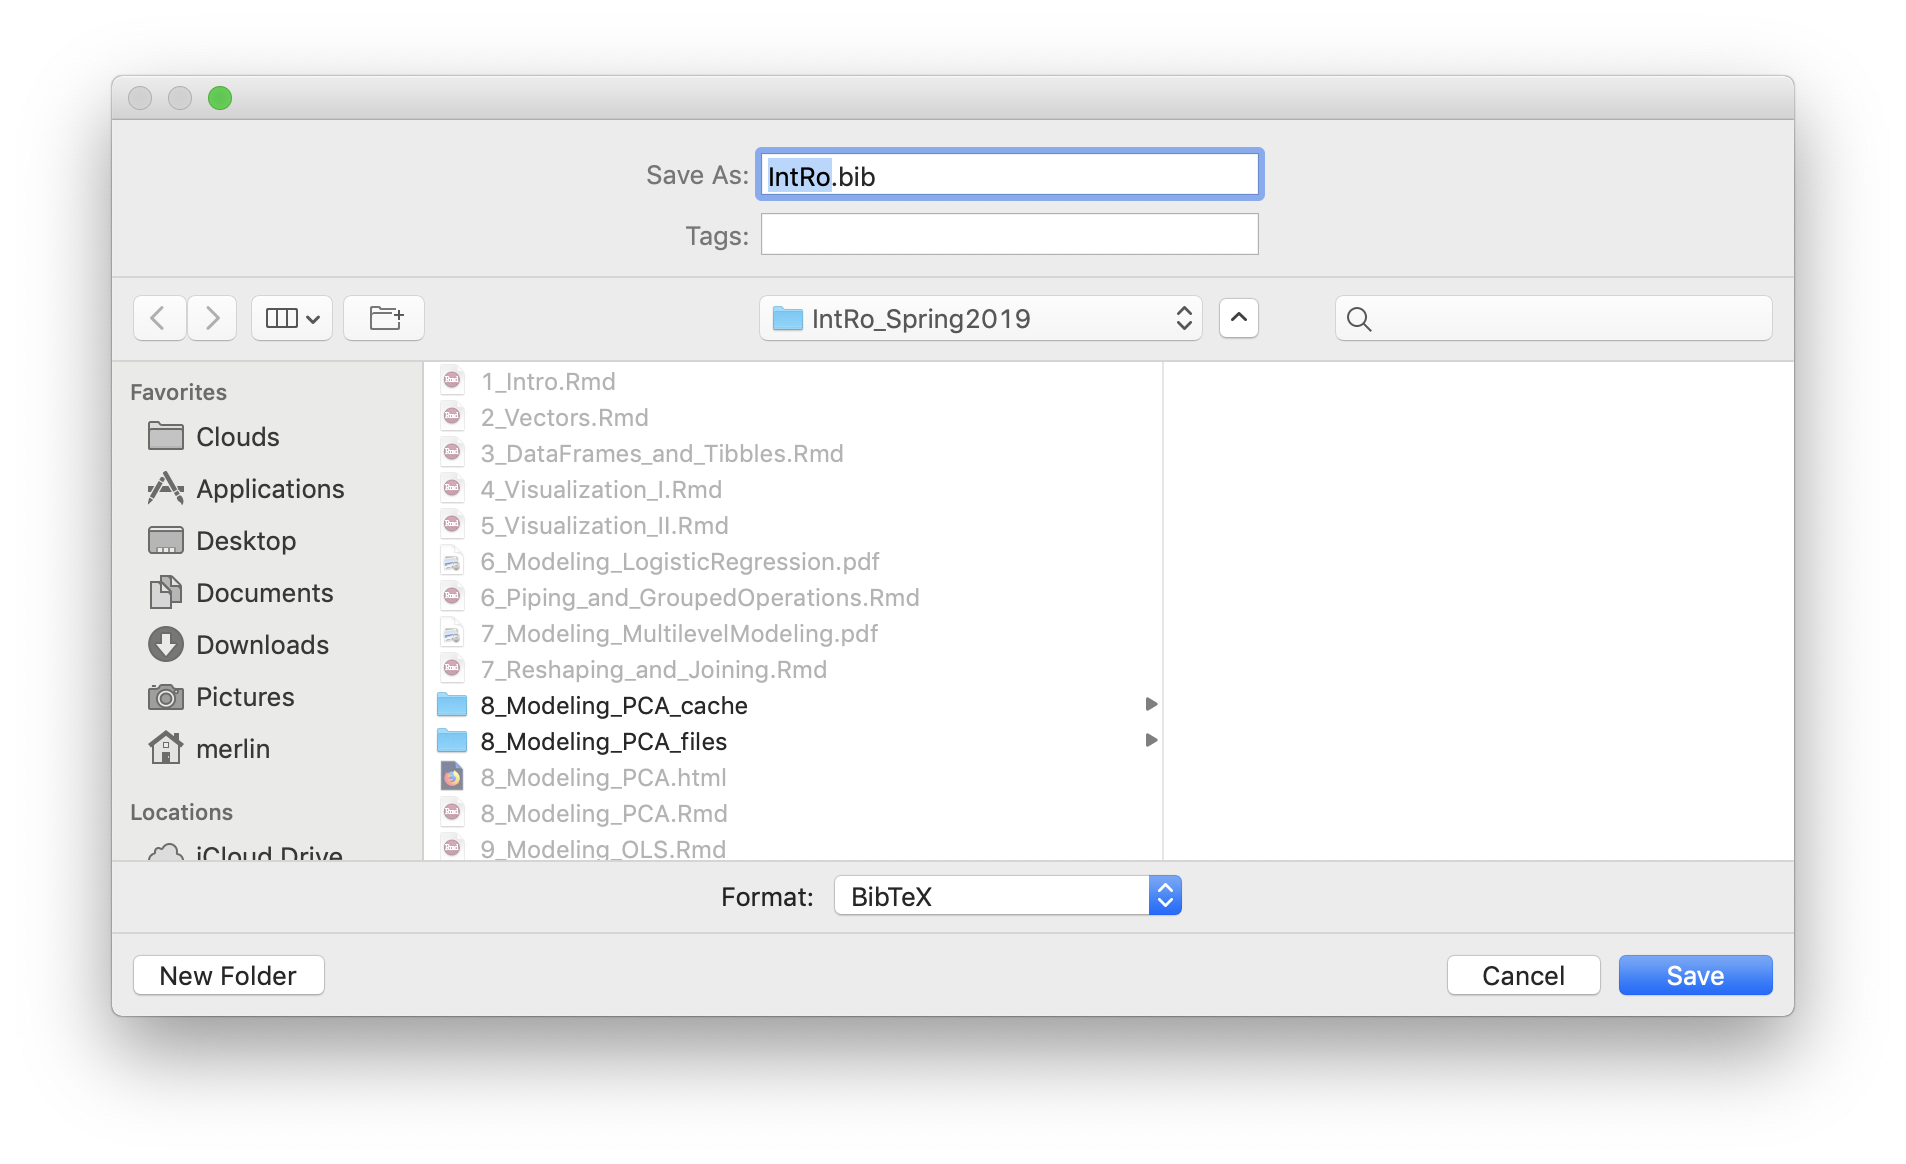 Save As: IntRo.bib
Tags:
IntRo_Spring2019
Favorites
Clouds
Applications
Desktop
Documents
Downloads
Pictures
merlin
Locations
iCloud Drive
1_Intro.Rmd
2_Vectors.Rmd
3_DataFrames_and_Tibbles.Rmd
4_Visualization_I.Rmd
5_Visualization_II.Rmd
6_Modeling_LogisticRegression.pdf
6_Piping_and_GroupedOperations.Rmd
7_Modeling_MultilevelModeling.pdf
7_Reshaping_and_Joining.Rmd
8_Modeling_PCA_cache
8_Modeling_PCA_files
8_Modeling_PCA.html
8_Modeling_PCA.Rmd
9_Modeling_OLS.Rmd
Format: BibTeX
New Folder Cancel Save